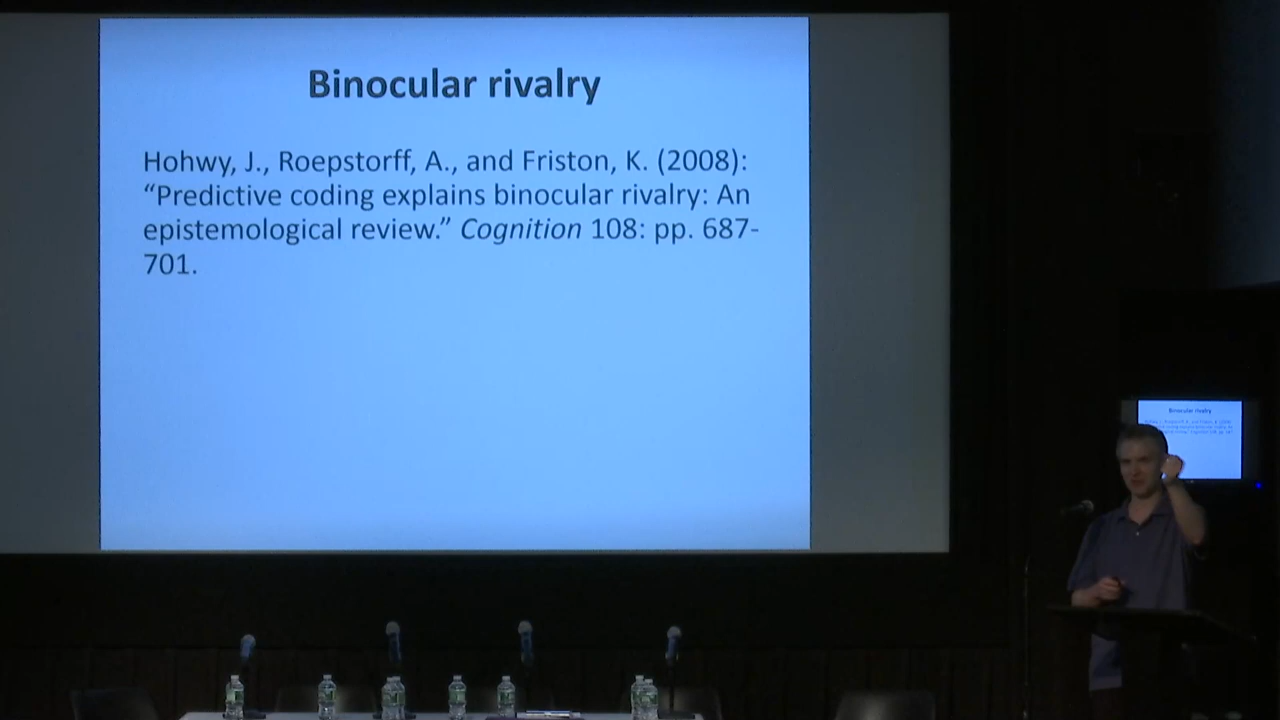 Binocular rivalry
Hohwy, J., Roepstorff, A., and Friston, K. (2008):
“Predictive coding explains binocular rivalry: An
epistemological review.” Cognition 108: pp. 687-
701.
Binocular rivalry